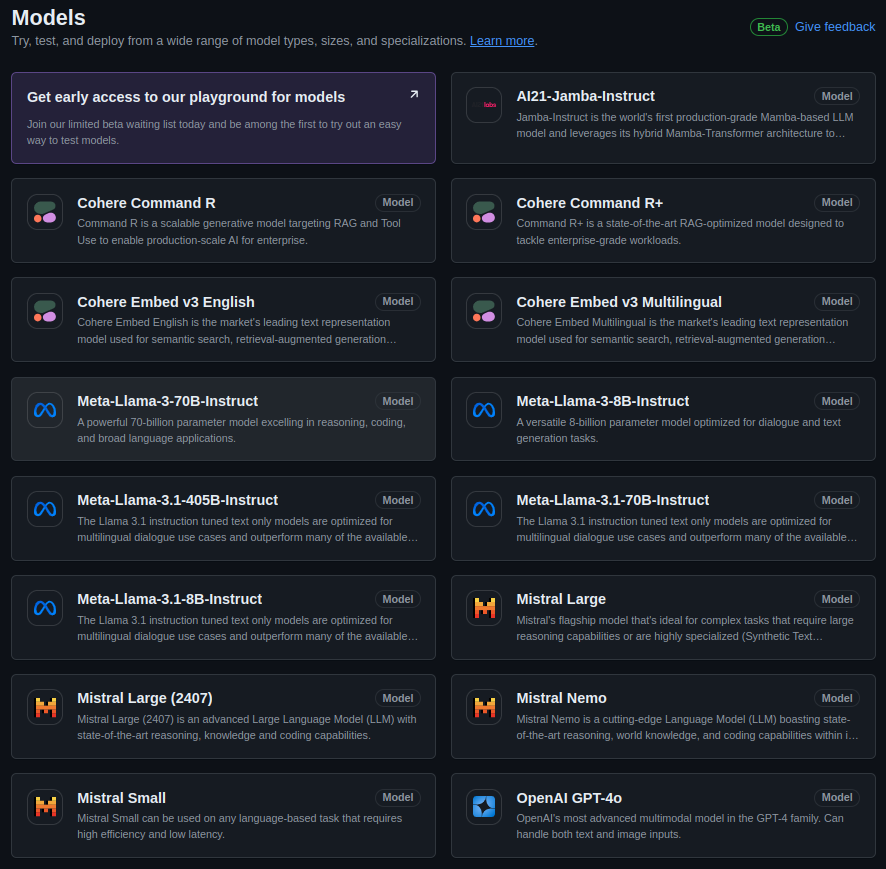 Models
Try, test, and deploy from a wide range of model types, sizes, and specializations. Learn more.
Beta Give feedback
Get early access to our playground for models
Join our limited beta waiting list today and be among the first to try out an easy
way to test models.
labs
AI21-Jamba-Instruct
Model
Jamba-Instruct is the world's first production-grade Mamba-based LLM
model and leverages its hybrid Mamba-Transformer architecture to…
Cohere Command R
Model
Command R is a scalable generative model targeting RAG and Tool
Use to enable production-scale AI for enterprise.
Cohere Command R+
Model
Command R+ is a state-of-the-art RAG-optimized model designed to
tackle enterprise-grade workloads.
Cohere Embed v3 English
Model
Cohere Embed English is the market's leading text representation
model used for semantic search, retrieval-augmented generation…
Cohere Embed v3 Multilingual
Model
Cohere Embed Multilingual is the market's leading text representation
model used for semantic search, retrieval-augmented generation…
Meta-Llama-3-70B-Instruct
Model
A powerful 70-billion parameter model excelling in reasoning, coding,
and broad language applications.
Meta-Llama-3-8B-Instruct
Model
A versatile 8-billion parameter model optimized for dialogue and text
generation tasks.
Meta-Llama-3.1-405B-Instruct
Model
The Llama 3.1 instruction tuned text only models are optimized for
multilingual dialogue use cases and outperform many of the available…
Meta-Llama-3.1-70B-Instruct
Model
The Llama 3.1 instruction tuned text only models are optimized for
multilingual dialogue use cases and outperform many of the available…
Meta-Llama-3.1-8B-Instruct
Model
The Llama 3.1 instruction tuned text only models are optimized for
multilingual dialogue use cases and outperform many of the available…
Mistral Large
Model
Mistral's flagship model that's ideal for complex tasks that require large
reasoning capabilities or are highly specialized (Synthetic Text…
Mistral Large (2407)
Model
Mistral Large (2407) is an advanced Large Language Model (LLM) with
state-of-the-art reasoning, knowledge and coding capabilities.
Mistral Nemo
Model
Mistral Nemo is a cutting-edge Language Model (LLM) boasting state-
of-the-art reasoning, world knowledge, and coding capabilities within i…
Mistral Small
Model
Mistral Small can be used on any language-based task that requires
high efficiency and low latency.
OpenAI GPT-4o
Model
OpenAI's most advanced multimodal model in the GPT-4 family. Can
handle both text and image inputs.